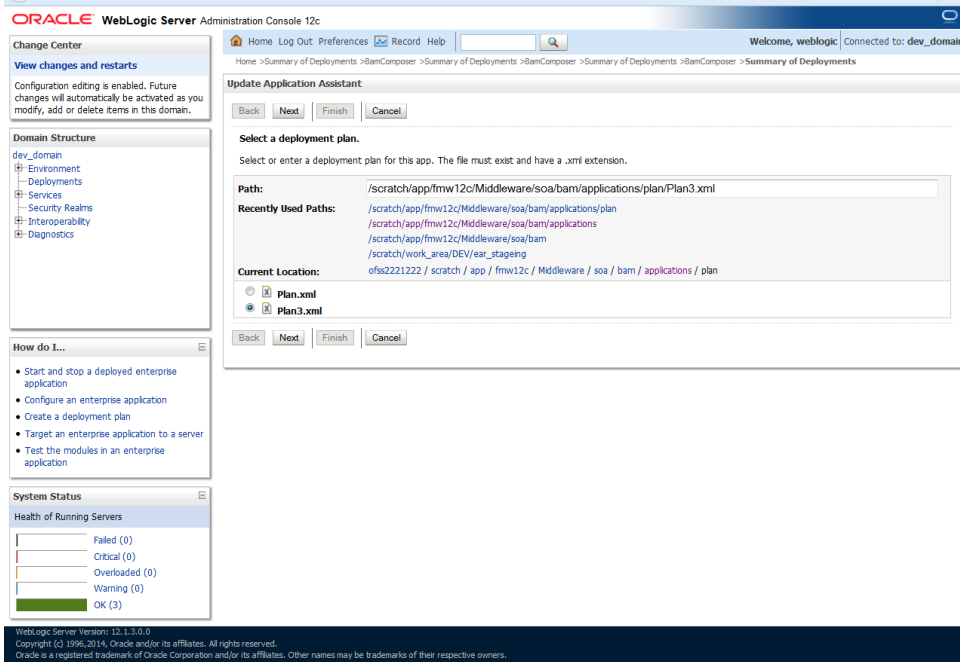 ORACLE WebLogic Server Administration Console 12c
Change Center
View changes and restarts
Configuration editing is enabled. Future
changes will automatically be activated as you
modify, add or delete items in this domain.
Domain Structure
dev_domain
Environment
Deployments
Services
Security Realms
Interoperability
Diagnostics
How do I...
Start and stop a deployed enterprise
application
Configure an enterprise application
Create a deployment plan
Target an enterprise application to a server
Test the modules in an enterprise
application
System Status
Health of Running Servers
Failed (0)
Critical (0)
Overloaded (0)
Warning (0)
OK (3)
Home Log Out Preferences Record Help
Welcome, weblogic Connected to: dev_domain
Home >Summary of Deployments >BamComposer >Summary of Deployments >BamComposer >Summary of Deployments >BamComposer >Summary of Deployments
Update Application Assistant
Back Next Finish Cancel
Select a deployment plan.
Select or enter a deployment plan for this app. The file must exist and have a .xml extension.
Path: /scratch/app/fmw12c/Middleware/soa/bam/applications/plan/Plan3.xml
Recently Used Paths: /scratch/app/fmw12c/Middleware/soa/bam/applications/plan
/scratch/app/fmw12c/Middleware/soa/bam/applications
/scratch/app/fmw12c/Middleware/soa/bam
/scratch/work_area/DEV/ear_stageing
Current Location: ofss2221222 / scratch / app / fmw12c / Middleware / soa / bam / applications / plan
Plan.xml
Plan3.xml
Back Next Finish Cancel
WebLogic Server Version: 12.1.3.0.0
Copyright (c) 1996,2014, Oracle and/or its affiliates. All rights reserved.
Oracle is a registered trademark of Oracle Corporation and/or its affiliates. Other names may be trademarks of their respective owners.